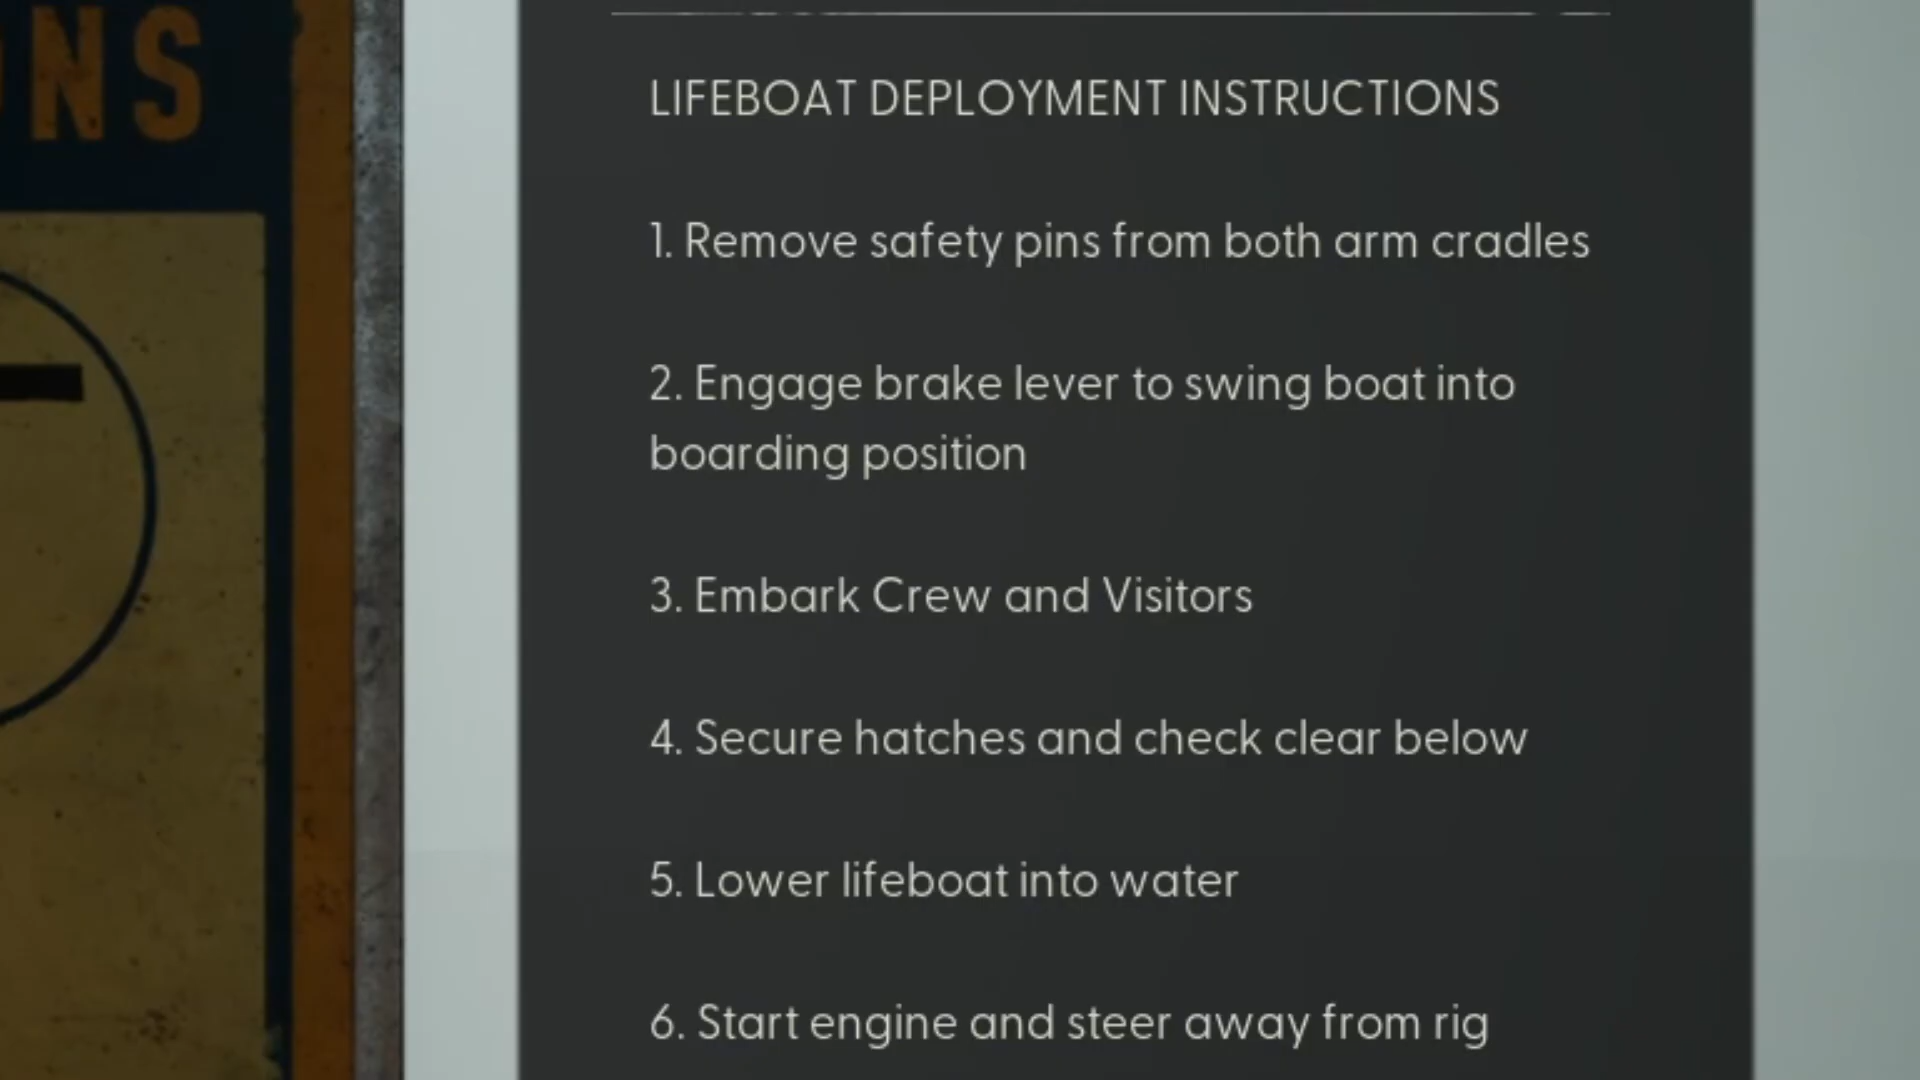 NS
LIFEBOAT DEPLOYMENT INSTRUCTIONS
1. Remove safety pins from both arm cradles
2. Engage brake lever to swing boat into
boarding position
3. Embark Crew and Visitors
4. Secure hatches and check clear below
5. Lower lifeboat into water
6. Start engine and steer away from rig